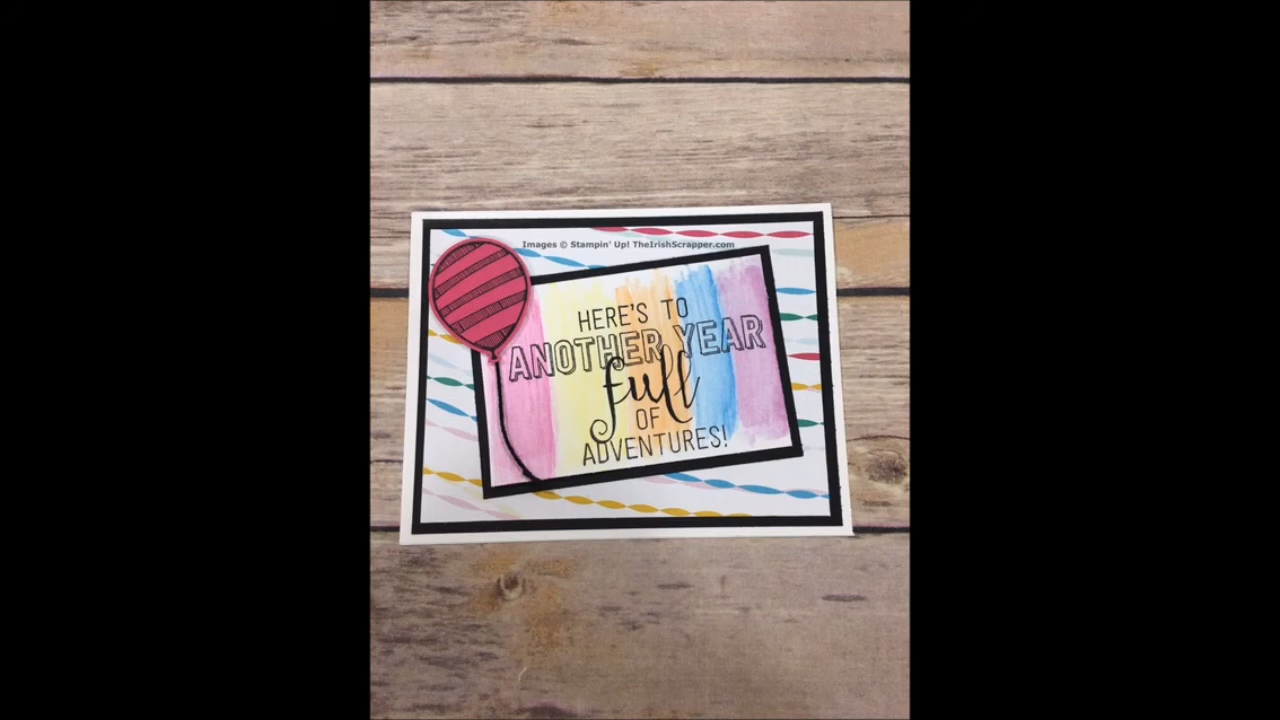 Images © Stampin' Up! TheIrishScrapper.com
HERE'S TO
ANOTHER YEAR
full
OF
ADVENTURES!